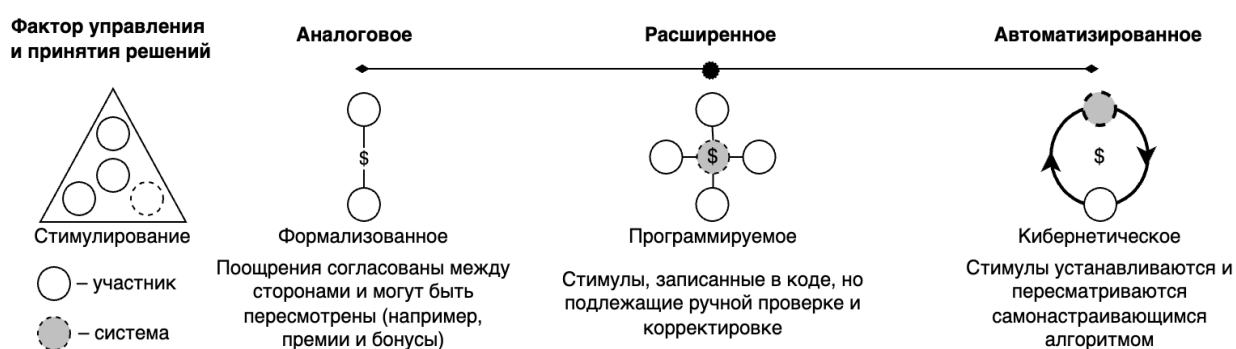 Фактор управления
и принятия решений
Аналоговое
Расширенное
Автоматизированное
$
$
$
Стимулирование
Формализованное
Программируемое
Кибернетическое
– участник
– система
Поощрения согласованы между
сторонами и могут быть
пересмотрены (например,
премии и бонусы)
Стимулы, записанные в коде, но
подлежащие ручной проверке и
корректировке
Стимулы устанавливаются и
пересматриваются
самонастраивающимся
алгоритмом